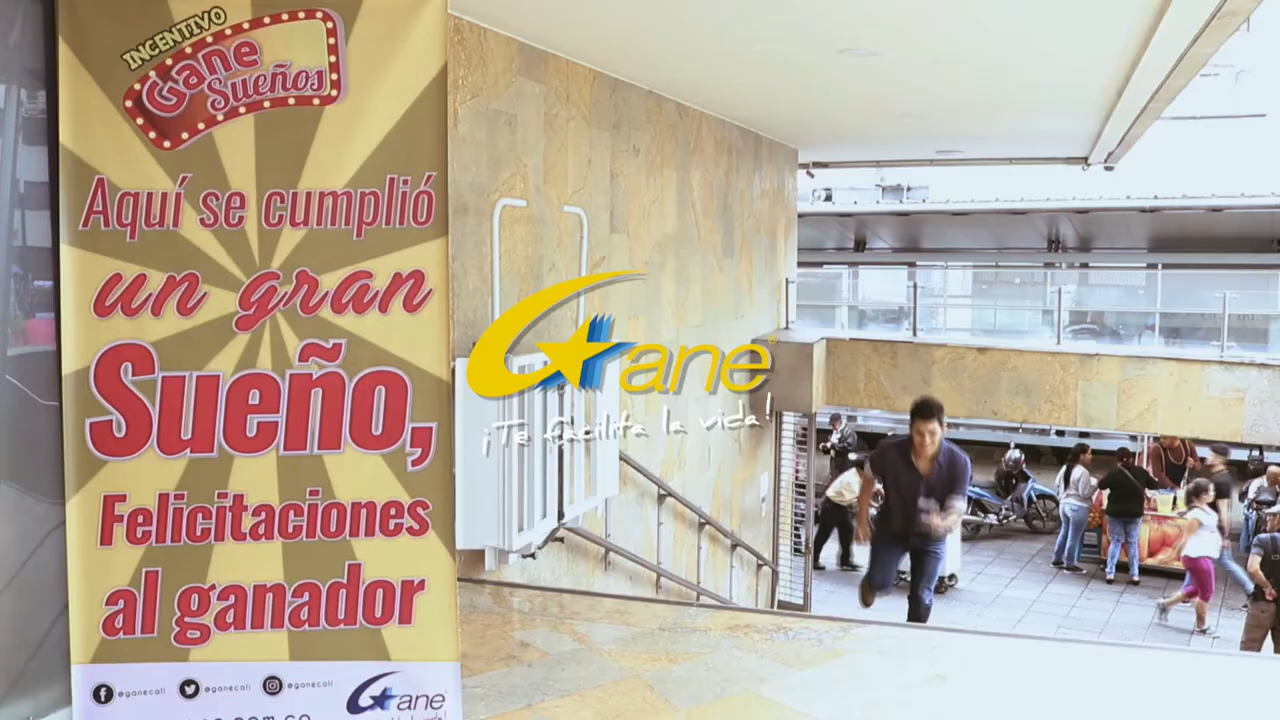 INCENTIVO
Gane
Sueños
Aquí se cumplió
un gran
Sueño,
Felicitaciones
al ganador
@ganecali @ganecali @ganecali
Gane
Gane
¡Te facilita la vida!